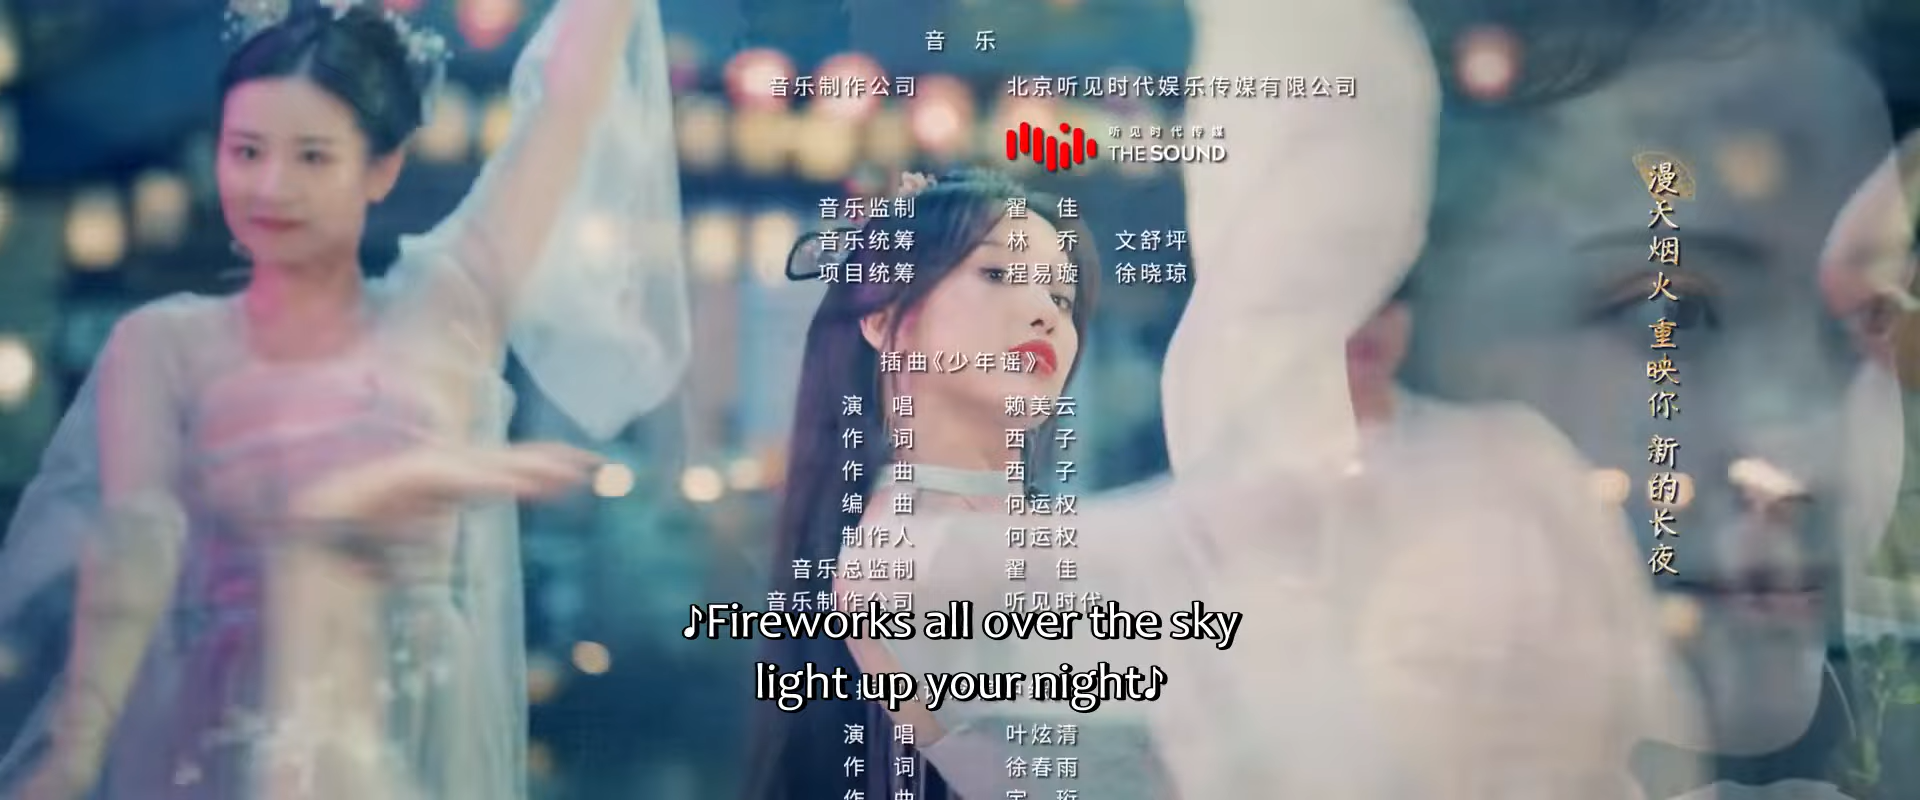 音 乐
音乐制作公司 北京听见时代娱乐传媒有限公司
听见时代传媒
THE SOUND
音乐监制 翟 佳
音乐统筹 林 乔 文舒坪
项目统筹 程易璇 徐晓琼
插曲《少年谣》
演 唱 赖美云
作 词 西 子
作 曲 西 子
编 曲 何运权
制作人 何运权
音乐总监制 翟 佳
音乐制作公司 听见时代
♪Fireworks all over the sky
light up your night♪
演 唱 叶炫清
作 词 徐春雨
作 曲
漫天烟火 重映你 新的长夜